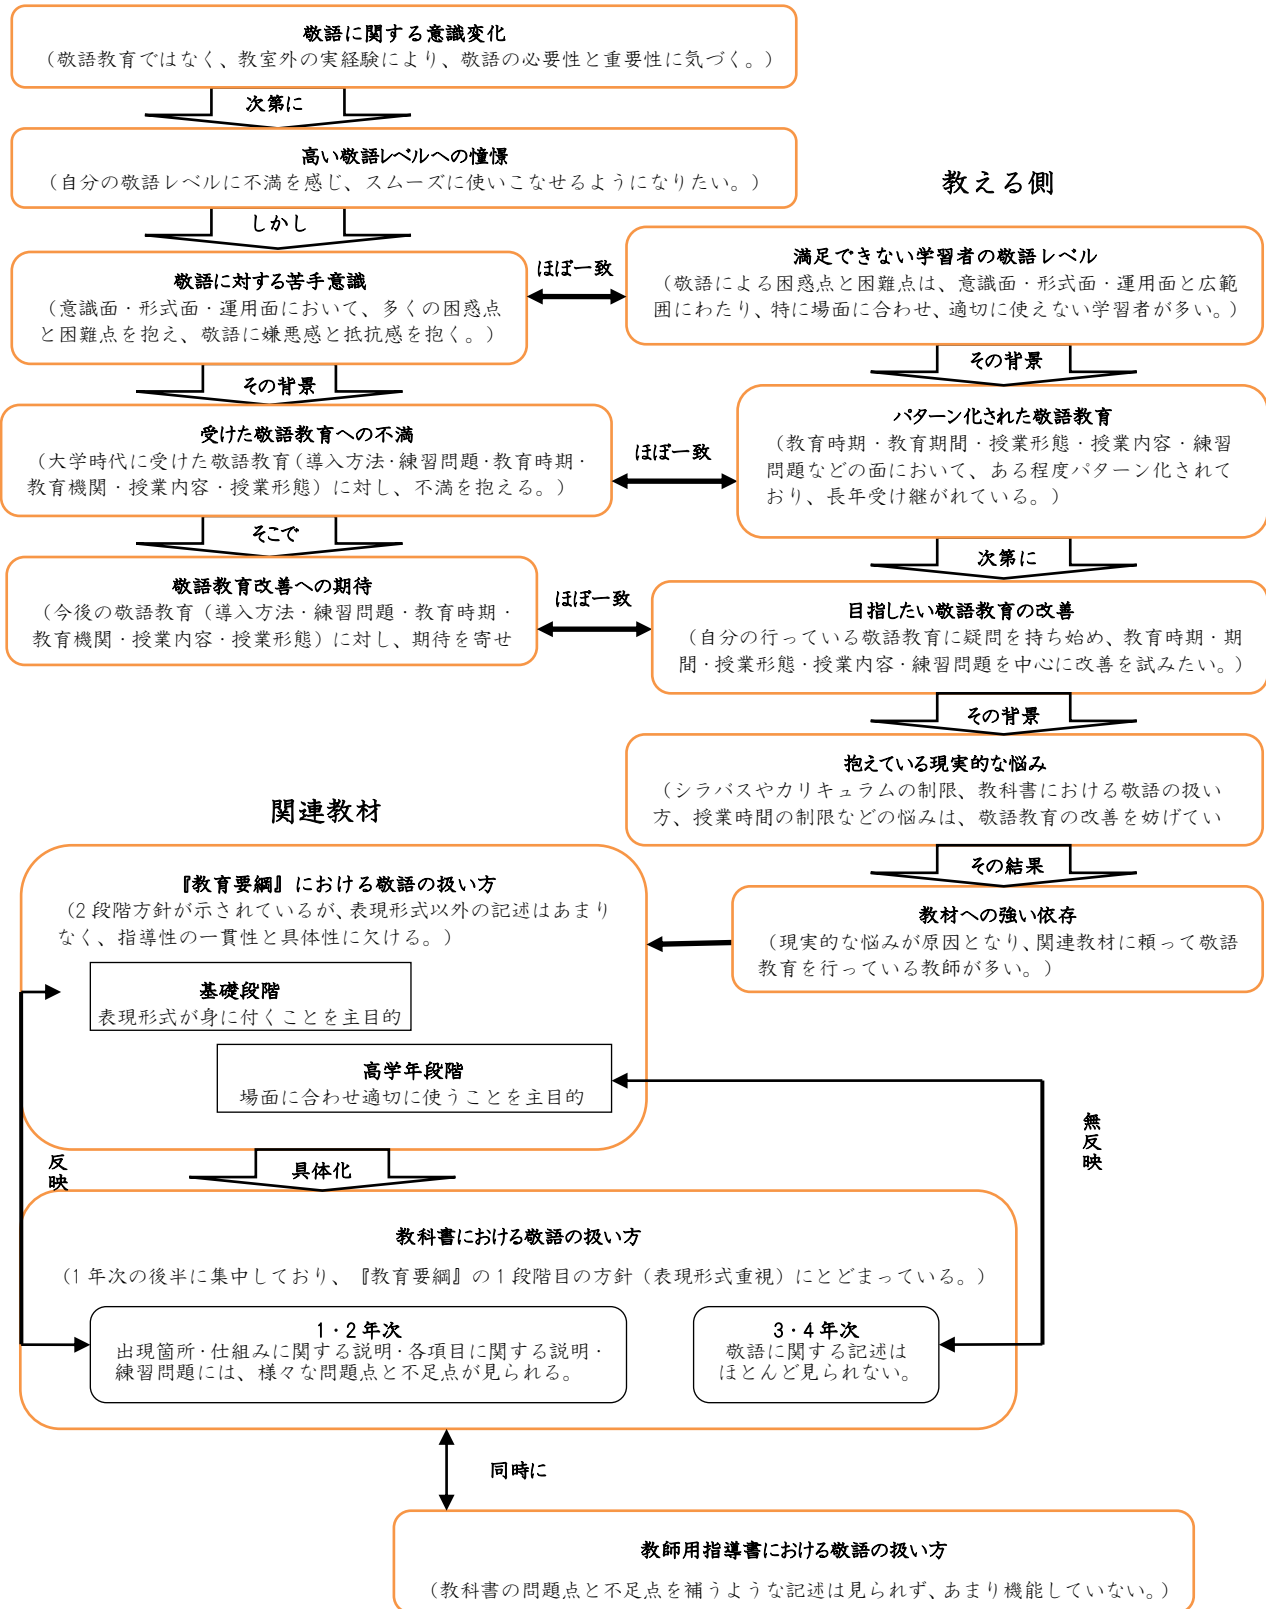 敬語に関する意識変化
（敬語教育ではなく、教室外の実経験により、敬語の必要性と重要性に気づく。）
次第に
高い敬語レベルへの憧憬
（自分の敬語レベルに不満を感じ、スムーズに使いこなせるようになりたい。）
しかし
敬語に対する苦手意識
（意識面・形式面・運用面において、多くの困惑点
と困難点を抱え、敬語に嫌悪感と抵抗感を抱く。）
その背景
受けた敬語教育への不満
（大学時代に受けた敬語教育（導入方法・練習問題・教育時期・
教育機関・授業内容・授業形態）に対し、不満を抱える。）
そこで
敬語教育改善への期待
（今後の敬語教育（導入方法・練習問題・教育時期・
教育機関・授業内容・授業形態）に対し、期待を寄せ
ほぼ一致
ほぼ一致
ほぼ一致
教える側
満足できない学習者の敬語レベル
（敬語による困惑点と困難点は、意識面・形式面・運用面と広範
囲にわたり、特に場面に合わせ、適切に使えない学習者が多い。）
その背景
パターン化された敬語教育
（教育時期・教育期間・授業形態・授業内容・練習
問題などの面において、ある程度パターン化されて
おり、長年受け継がれている。）
次第に
目指したい敬語教育の改善
（自分の行っている敬語教育に疑問を持ち始め、教育時期・期
間・授業形態・授業内容・練習問題を中心に改善を試みたい。）
その背景
抱えている現実的な悩み
（シラバスやカリキュラムの制限、教科書における敬語の扱い
方、授業時間の制限などの悩みは、敬語教育の改善を妨げてい
その結果
教材への強い依存
（現実的な悩みが原因となり、関連教材に頼って敬語
教育を行っている教師が多い。）
関連教材
『教育要綱』における敬語の扱い方
（2 段階方針が示されているが、表現形式以外の記述はあまり
なく、指導性の一貫性と具体性に欠ける。）
基礎段階
表現形式が身に付くことを主目的
高学年段階
場面に合わせ適切に使うことを主目的
反
映
無
反
映
具体化
教科書における敬語の扱い方
（1 年次の後半に集中しており、『教育要綱』の 1 段階目の方針（表現形式重視）にとどまっている。）
1・2 年次
出現箇所・仕組みに関する説明・各項目に関する説明・
練習問題には、様々な問題点と不足点が見られる。
3・4 年次
敬語に関する記述は
ほとんど見られない。
同時に
教師用指導書における敬語の扱い方
（教科書の問題点と不足点を補うような記述は見られず、あまり機能していない。）